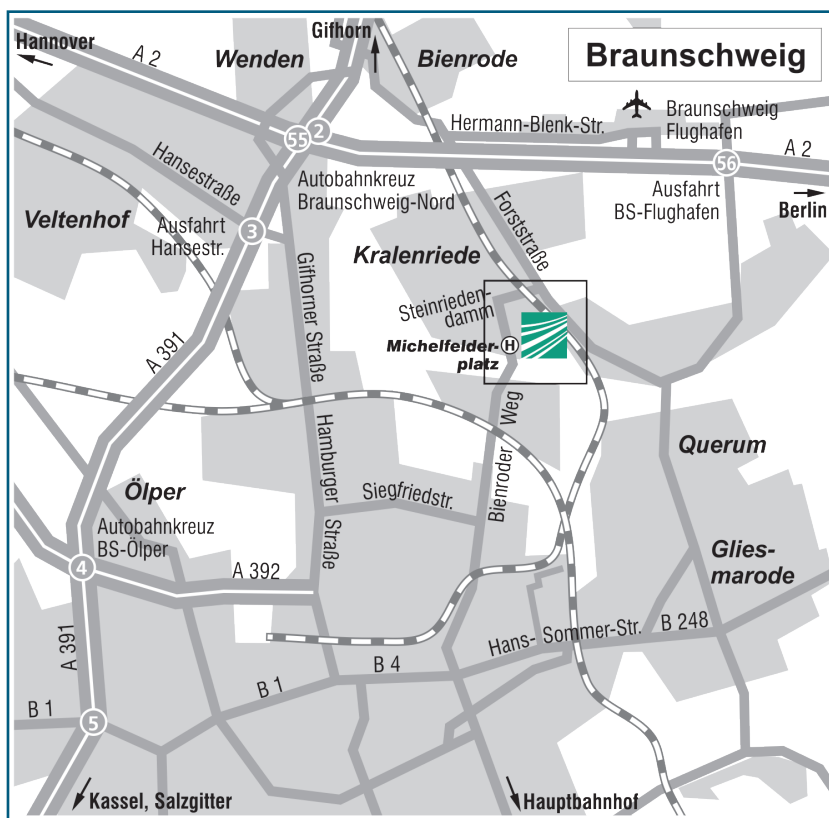 Gifhorn
Hannover
A 2
Wenden
Bienrode
Braunschweig
Hermann-Blenk-Str.
Braunschweig
Flughafen
55
2
A 2
56
Hansestraße
Autobahnkreuz
Braunschweig-Nord
Forststraße
Ausfahrt
BS-Flughafen
Berlin
Veltenhof
Ausfahrt
Hansestr.
3
Kralenriede
Gifhorner Straße
Steinrieden-
damm
Michelfelder-
platz
H
A 391
Weg
Bienroder
Hamburger
Straße
Querum
Ölper
Siegfriedstr.
Autobahnkreuz
BS-Ölper
Glies-
marode
4
A 392
A 391
Hans- Sommer-Str.
B 248
B 4
B 1
B 1
5
Kassel, Salzgitter
Hauptbahnhof